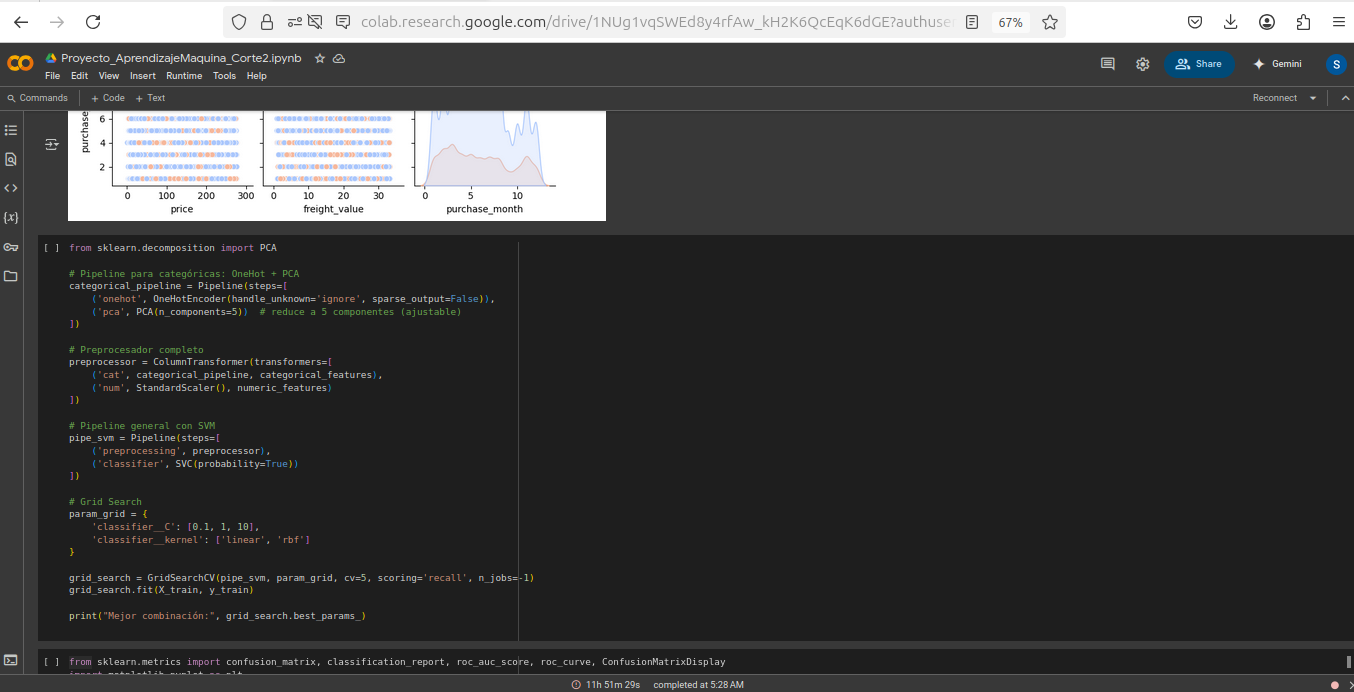 colab.research.google.com/drive/1NUg1vqSWEd8y4rfAw_kH2K6QcEqK6dGE?authuser
67%
Proyecto_AprendizajeMaquina_Corte2.ipynb
File Edit View Insert Runtime Tools Help
Share
Gemini
S
Commands + Code + Text
Reconnect
purchase
6
4
2
0 100 200 300 0 10 20 30 0 5 10
price freight_value purchase_month
[ ] from sklearn.decomposition import PCA
# Pipeline para categóricas: OneHot + PCA
categorical_pipeline = Pipeline(steps=[
('onehot', OneHotEncoder(handle_unknown='ignore', sparse_output=False)),
('pca', PCA(n_components=5)) # reduce a 5 componentes (ajustable)
])
# Preprocesador completo
preprocessor = ColumnTransformer(transformers=[
('cat', categorical_pipeline, categorical_features),
('num', StandardScaler(), numeric_features)
])
# Pipeline general con SVM
pipe_svm = Pipeline(steps=[
('preprocessing', preprocessor),
('classifier', SVC(probability=True))
])
# Grid Search
param_grid = {
'classifier__C': [0.1, 1, 10],
'classifier__kernel': ['linear', 'rbf']
}
grid_search = GridSearchCV(pipe_svm, param_grid, cv=5, scoring='recall', n_jobs=-1)
grid_search.fit(X_train, y_train)
print("Mejor combinación:", grid_search.best_params_)
[ ] from sklearn.metrics import confusion_matrix, classification_report, roc_auc_score, roc_curve, ConfusionMatrixDisplay
11h 51m 29s completed at 5:28 AM